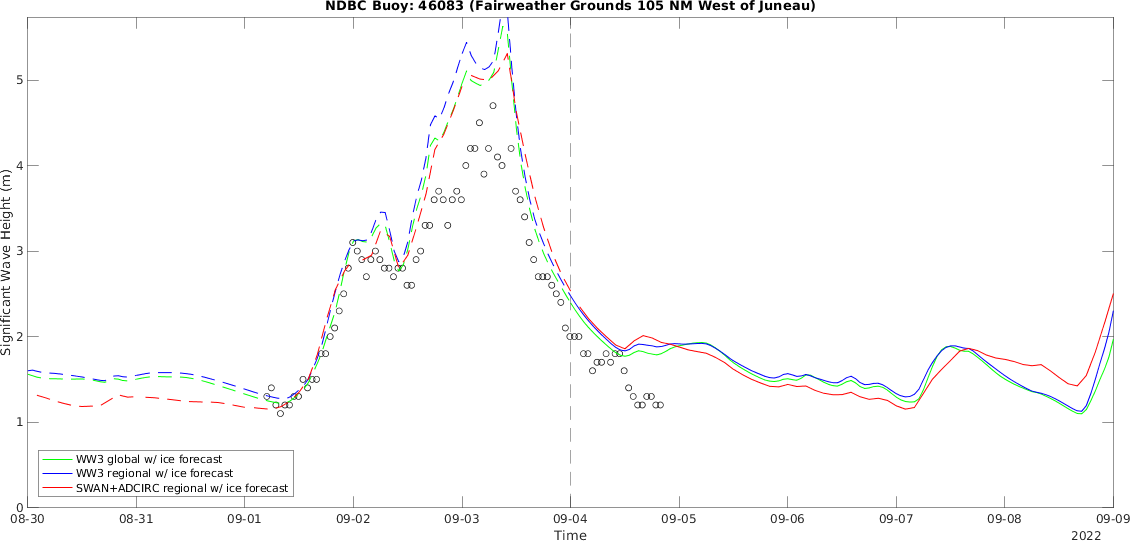 NDBC Buoy: 46083 (Fairweather Grounds 105 NM West of Juneau)
Significant Wave Height (m)
5
4
3
2
1
0
WW3 global w/ ice forecast
WW3 regional w/ ice forecast
SWAN+ADCIRC regional w/ ice forecast
08-30 08-31 09-01 09-02 09-03 09-04 09-05 09-06 09-07 09-08 09-09
Time
2022